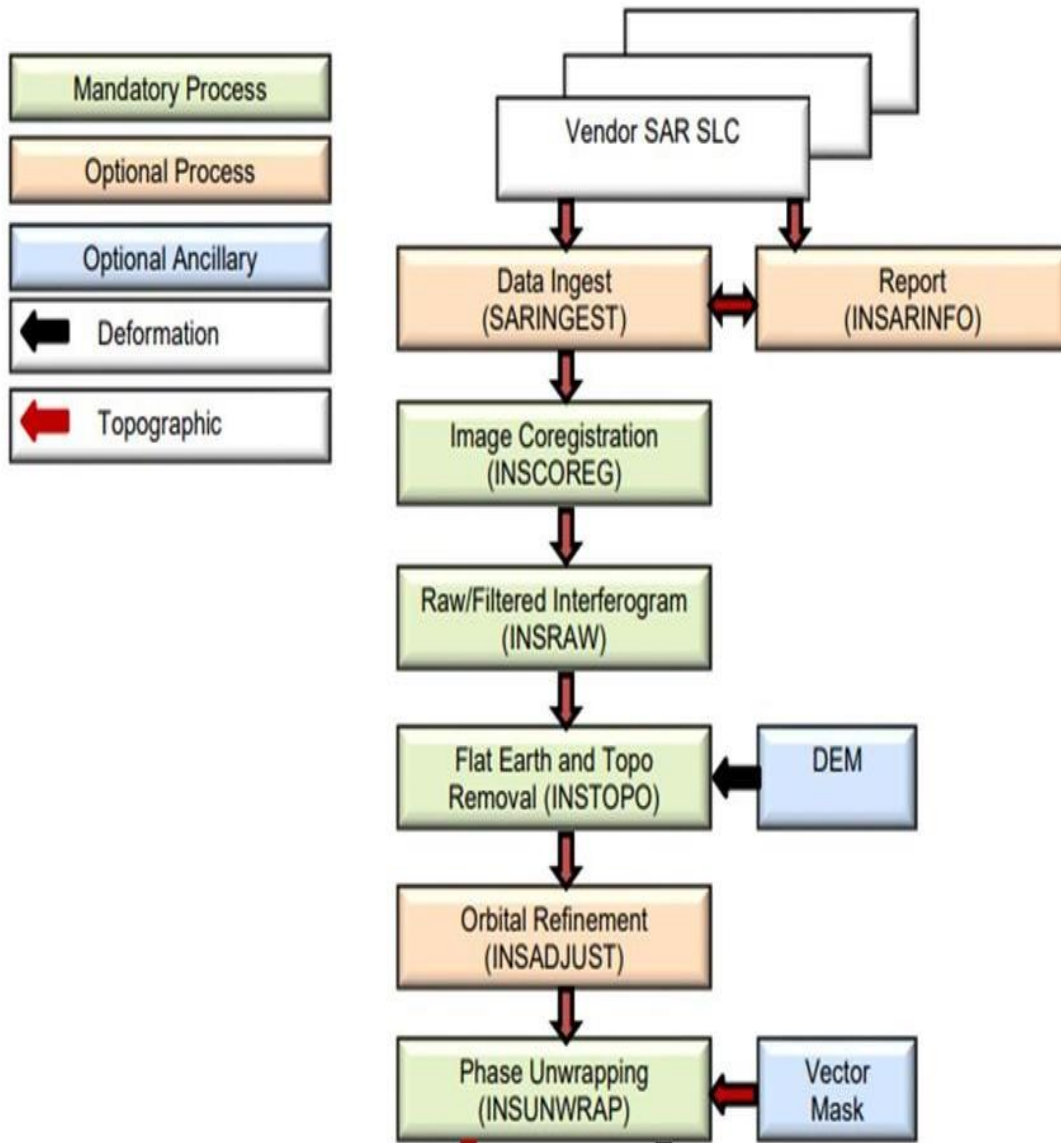 Mandatory Process
Optional Process
Optional Ancillary
Deformation
Topographic
Vendor SAR SLC
Data Ingest
(SARINGEST)
Report
(INSARINFO)
Image Coregistration
(INSCOREG)
Raw/Filtered Interferogram
(INSRAW)
Flat Earth and Topo
Removal (INSTOPO)
DEM
Orbital Refinement
(INSADJUST)
Phase Unwrapping
(INSUNWRAP)
Vector
Mask